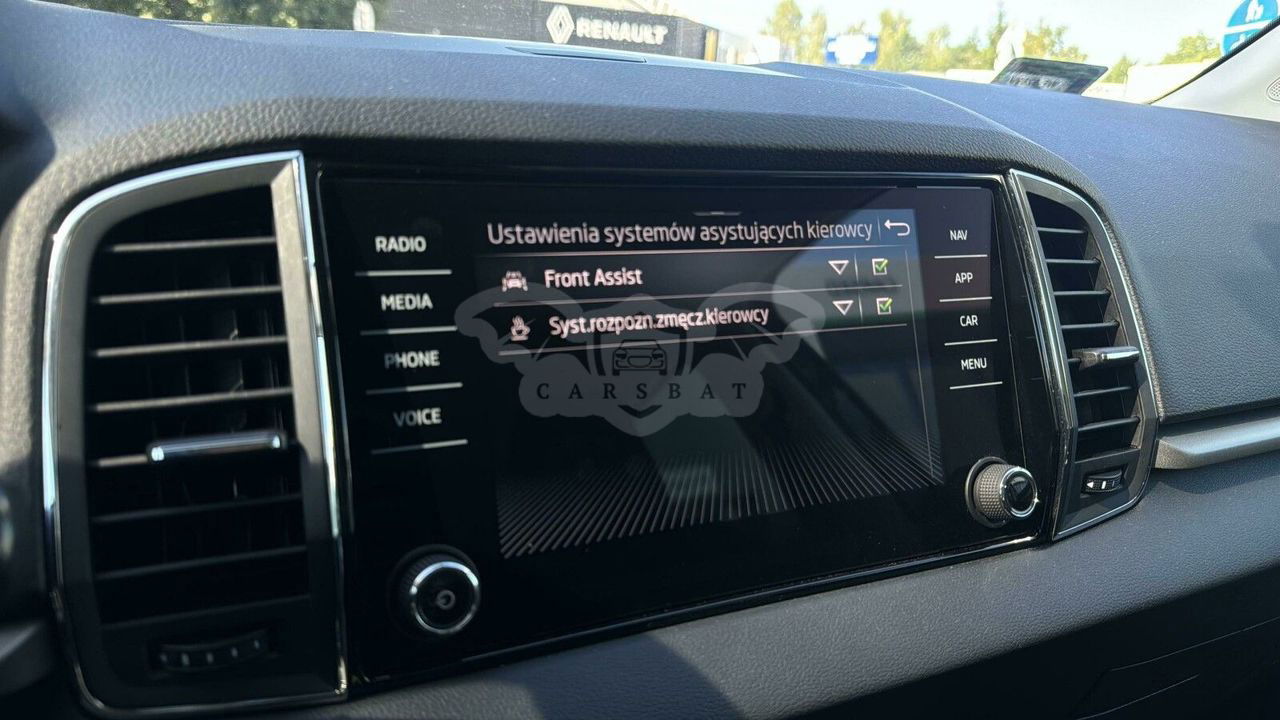 RENAULT
RADIO
MEDIA
PHONE
VOICE
Ustawienia systemów asystujących kierowcy
Front Assist
Syst.rozpozn.zmęcz.kierowcy
NAV
APP
CAR
MENU
CARSBAT